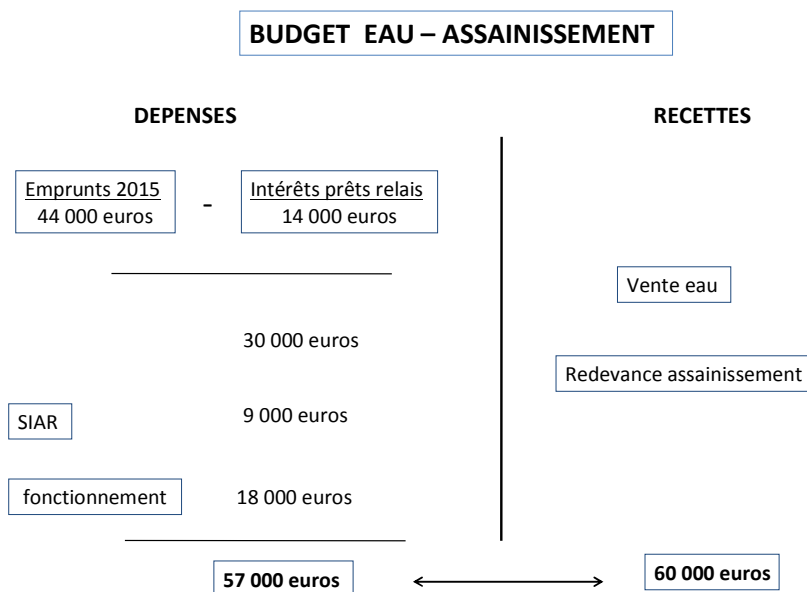 BUDGET EAU – ASSAINISSEMENT
DEPENSES
RECETTES
Emprunts 2015
44 000 euros
-
Intérêts prêts relais
14 000 euros
Vente eau
30 000 euros
Redevance assainissement
SIAR
9 000 euros
fonctionnement
18 000 euros
57 000 euros
60 000 euros